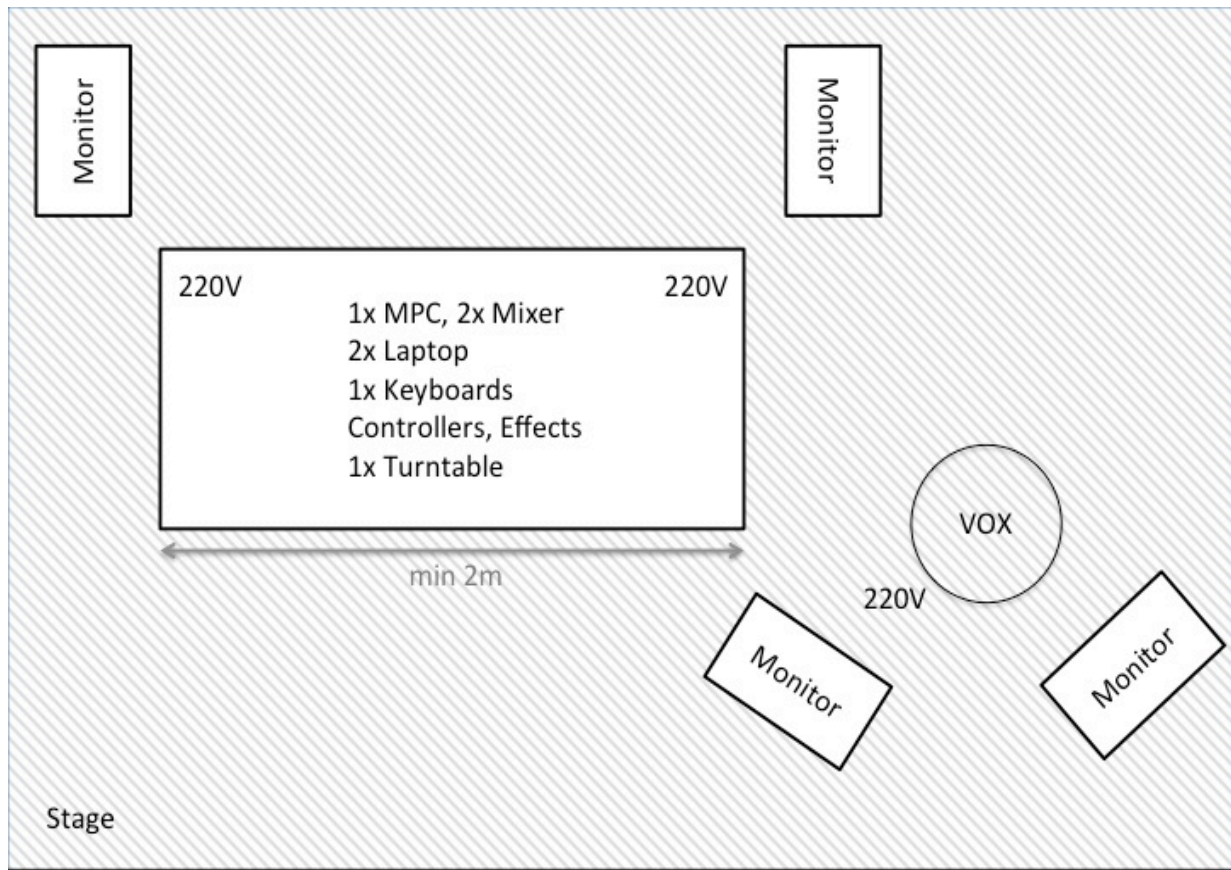 Monitor
Monitor
220V
220V
1x MPC, 2x Mixer
2x Laptop
1x Keyboards
Controllers, Effects
1x Turntable
VOX
min 2m
220V
Monitor
Monitor
Stage